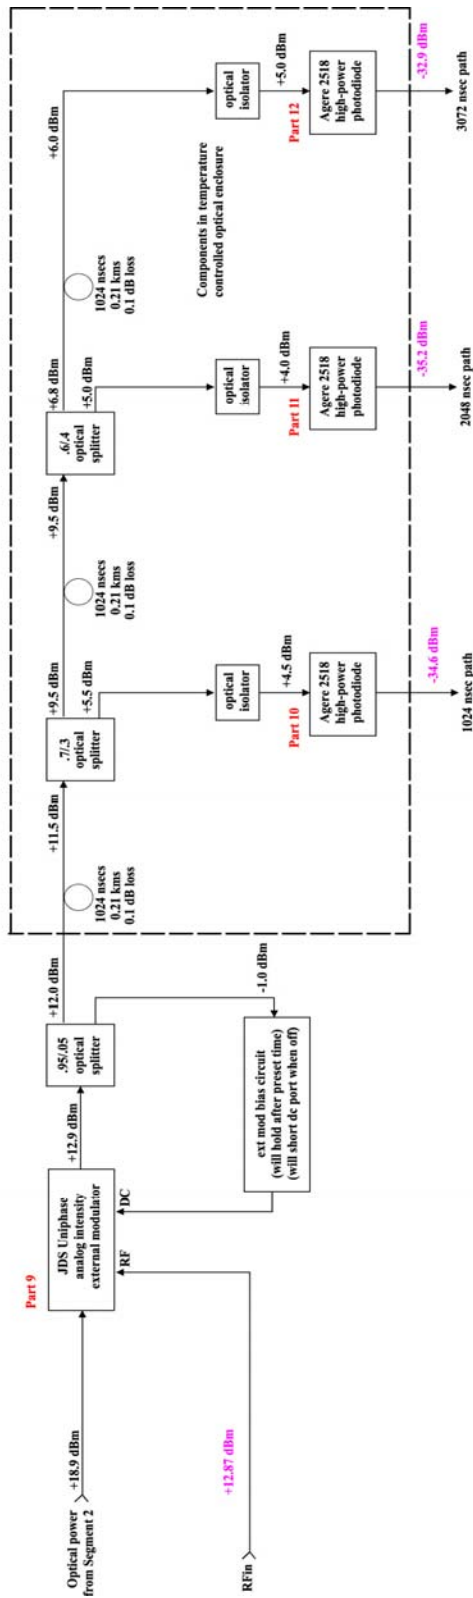 Optical power
from Segment 2
+18.9 dBm
RFin
+12.87 dBm
Part 9
JDS Uniphase
analog intensity
external modulator
RF
DC
+12.9 dBm
.95/.05
optical
splitter
+12.0 dBm
-1.0 dBm
ext mod bias circuit
(will hold after preset time)
(will short dc port when off)
1024 nsecs
0.21 kms
0.1 dB loss
+11.5 dBm
.7/.3
optical
splitter
+9.5 dBm
+5.5 dBm
optical
isolator
+4.5 dBm
Part 10
Agere 2518
high-power
photodiode
-34.6 dBm
1024 nsec path
1024 nsecs
0.21 kms
0.1 dB loss
+9.5 dBm
.6/.4
optical
splitter
+6.8 dBm
+5.0 dBm
optical
isolator
+4.0 dBm
Part 11
Agere 2518
high-power
photodiode
-35.2 dBm
2048 nsec path
1024 nsecs
0.21 kms
0.1 dB loss
Components in temperature
controlled optical enclosure
+6.0 dBm
optical
isolator
+5.0 dBm
Part 12
Agere 2518
high-power
photodiode
-32.9 dBm
3072 nsec path